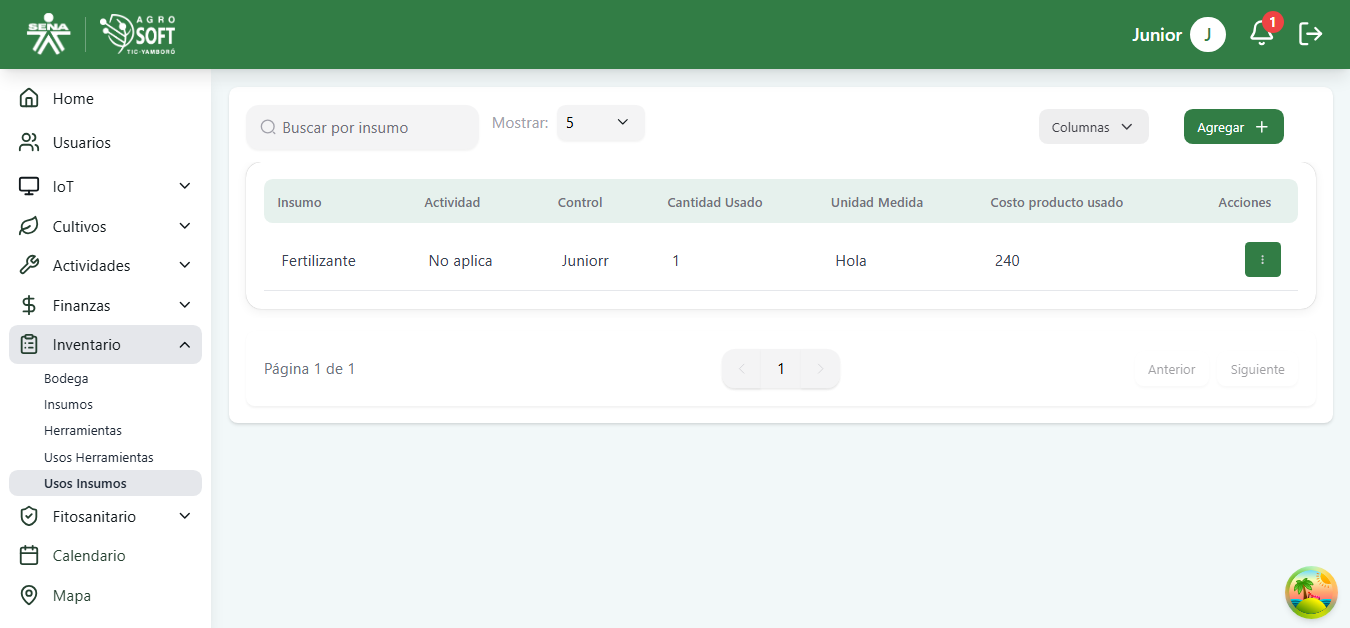 SENA
AGRO
SOFT
TIC-YAMBORÓ
Junior
J
1
Home
Usuarios
IoT
Cultivos
Actividades
Finanzas
Inventario
Bodega
Insumos
Herramientas
Usos Herramientas
Usos Insumos
Fitosanitario
Calendario
Mapa
Buscar por insumo
Mostrar: 5
Columnas
Agregar
Insumo Actividad Control Cantidad Usado Unidad Medida Costo producto usado Acciones
Fertilizante No aplica Juniorr 1 Hola 240
Página 1 de 1
1
Anterior Siguiente